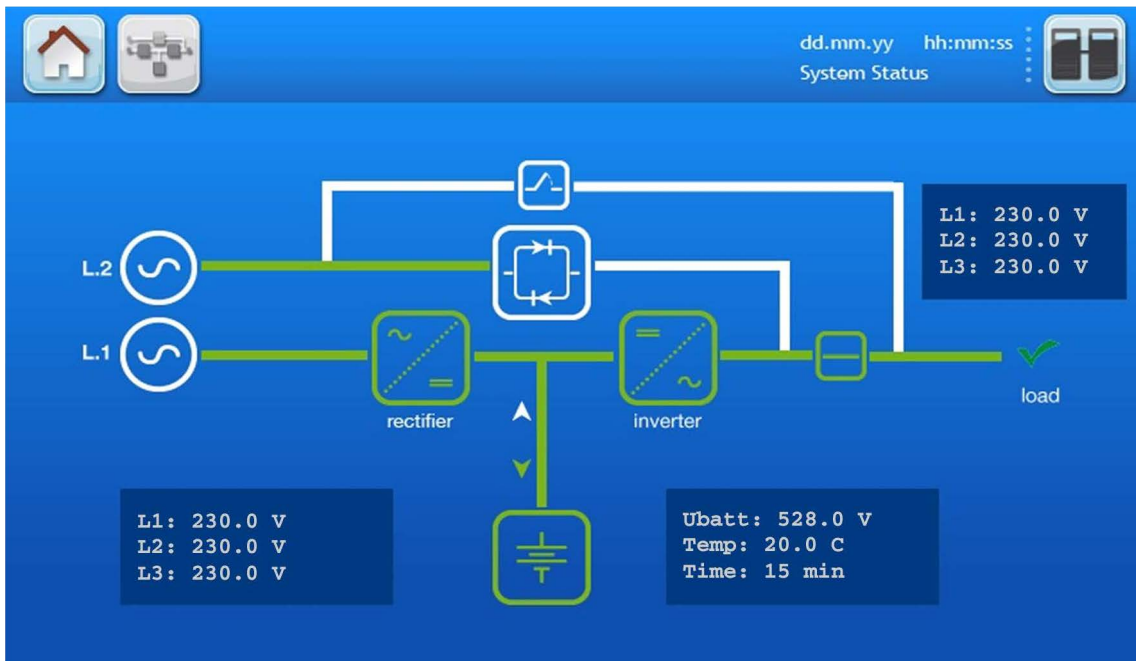 dd.mm.yy hh:mm:ss
System Status
L1: 230.0 V
L2: 230.0 V
L3: 230.0 V
L.2
L.1
load
rectifier
inverter
L1: 230.0 V
L2: 230.0 V
L3: 230.0 V
Ubatt: 528.0 V
Temp: 20.0 C
Time: 15 min